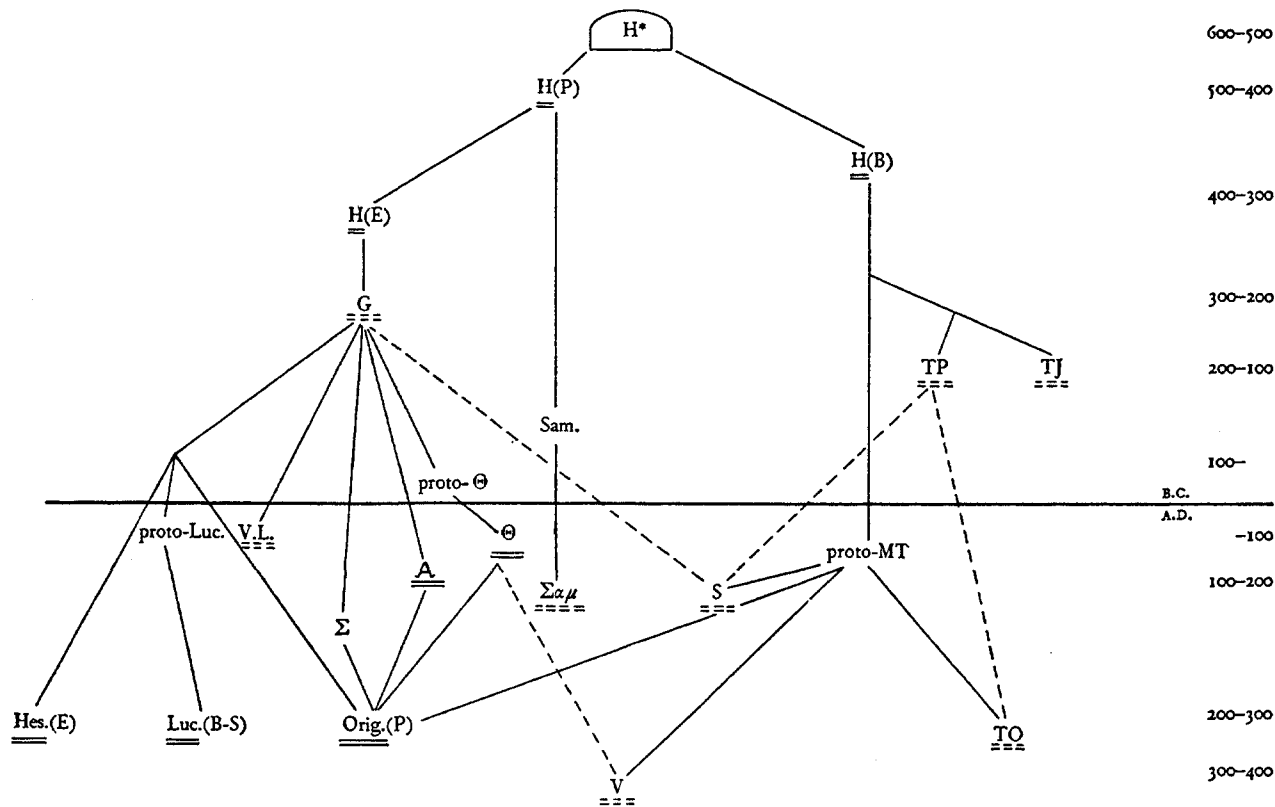 H*
600–500
H(P)
500–400
H(B)
400–300
H(E)
300–200
G
TP
TJ
200–100
Sam.
100–
proto-Θ
B.C.
A.D.
proto-Luc.
V.L.
Θ
–100
proto-MT
A
Σαμ
S
100–200
Σ
Hes.(E)
Luc.(B-S)
Orig.(P)
200–300
TO
V
300–400